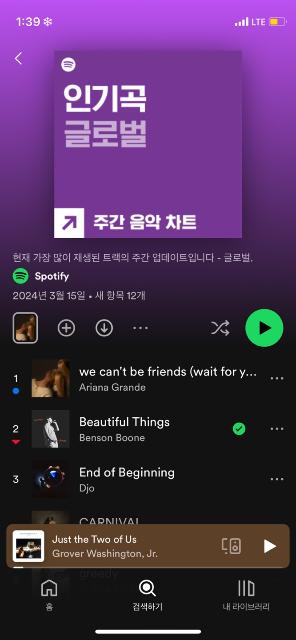 1:39
LTE
인기곡
글로벌
주간 음악 차트
현재 가장 많이 재생된 트랙의 주간 업데이트입니다 - 글로벌.
Spotify
2024년 3월 15일 • 새 항목 12개
1
we can't be friends (wait for y...
Ariana Grande
2
Beautiful Things
Benson Boone
3
End of Beginning
Djo
CARNIVAL
Just the Two of Us
Grover Washington, Jr.
greedy
홈
검색하기
내 라이브러리